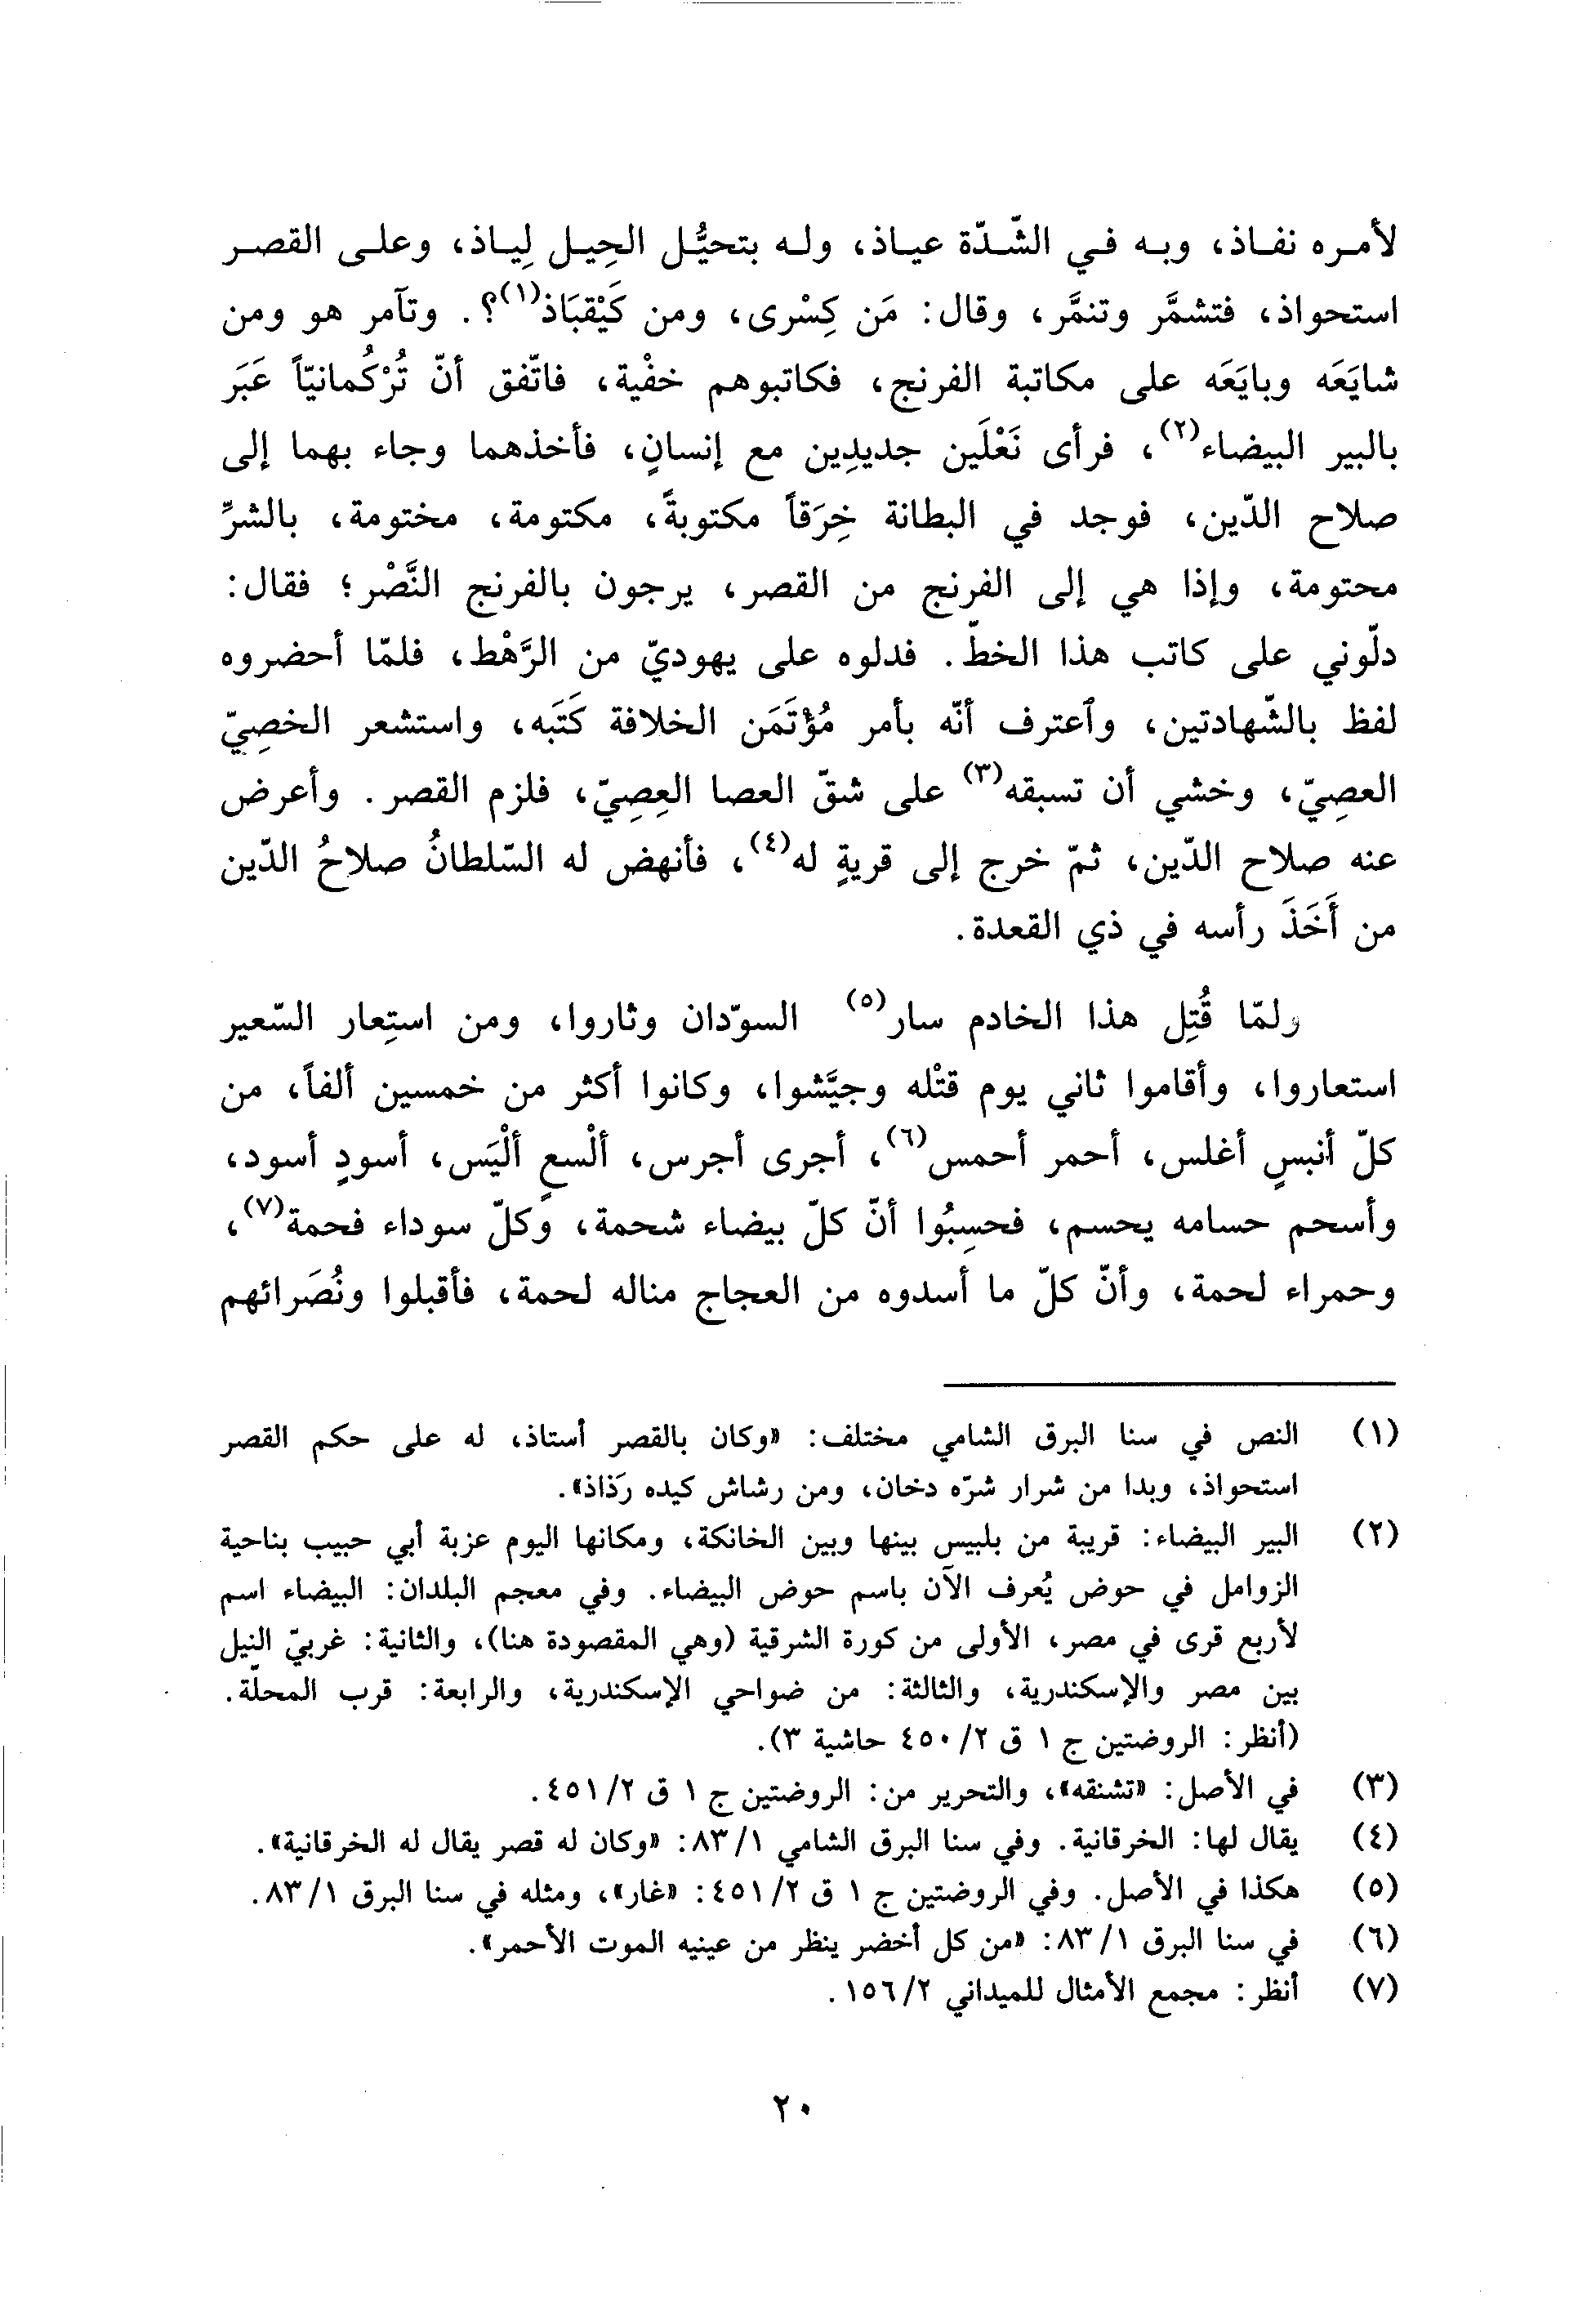 لأمره نفاذ، وبه في الشّدّة عياذ، وله بتحيُّل الحِيل لِياذ، وعلى القصر
استحواذ، فتشمَّر وتنمَّر، وقال: مَن كِسْرى، ومن كَيْقبَاذ(١)؟. وتآمر هو ومن
شايَعَه وبايَعَه على مكاتبة الفرنج، فكاتبوهم خفْية، فاتّفق أنّ تُرْكُمانيّاً عَبَر
بالبير البيضاء(٢)، فرأى نَعْلَين جديدِين مع إنسانٍ، فأخذهما وجاء بهما إلى
صلاح الدّين، فوجد في البطانة خِرَقاً مكتوبةً، مكتومة، مختومة، بالشرِّ
محتومة، وإذا هي إلى الفرنج من القصر، يرجون بالفرنج النَّصْر؛ فقال:
دلّوني على كاتب هذا الخطّ. فدلوه على يهوديّ من الرَّهْط، فلمّا أحضروه
لفظ بالشّهادتين، وٱعترف أنّه بأمر مُؤْتَمَن الخلافة كَتَبه، واستشعر الخصِيّ
العصِيّ، وخشي أن تسبقه(٣) على شقّ العصا العِصِيّ، فلزم القصر. وأعرض
عنه صلاح الدّين، ثمّ خرج إلى قريةٍ له(٤)، فأنهض له السّلطانُ صلاحُ الدّين
من أَخَذَ رأسه في ذي القعدة.
ولمّا قُتِل هذا الخادم سار(٥) السوّدان وثاروا، ومن استِعار السّعير
استعاروا، وأقاموا ثاني يوم قتْله وجيَّشوا، وكانوا أكثر من خمسين ألفاً، من
كلّ أنبسٍ أغلس، أحمر أحمس(٦)، أجرى أجرس، ألْسعٍ ألْيَس، أسودٍ أسود،
وأسحم حسامه يحسم، فحسِبُوا أنّ كلّ بيضاء شحمة، وكلّ سوداء فحمة(٧)،
وحمراء لحمة، وأنّ كلّ ما أسدوه من العجاج مناله لحمة، فأقبلوا ونُصَرائهم
(١) النص في سنا البرق الشامي مختلف: «وكان بالقصر أستاذ، له على حكم القصر
استحواذ، وبدا من شرار شرّه دخان، ومن رشاش كيده رَذاذ».
(٢) البير البيضاء: قريبة من بلبيس بينها وبين الخانكة، ومكانها اليوم عزبة أبي حبيب بناحية
الزوامل في حوض يُعرف الآن باسم حوض البيضاء. وفي معجم البلدان: البيضاء اسم
لأربع قرى في مصر، الأولى من كورة الشرقية (وهي المقصودة هنا)، والثانية: غربيّ النيل
بين مصر والإسكندرية، والثالثة: من ضواحي الإسكندرية، والرابعة: قرب المحلّة.
(أنظر: الروضتين ج ١ ق ٢/ ٤٥٠ حاشية ٣).
(٣) في الأصل: «تشنقه»، والتحرير من: الروضتين ج ١ ق ٢/ ٤٥١.
(٤) يقال لها: الخرقانية. وفي سنا البرق الشامي ١/ ٨٣: «وكان له قصر يقال له الخرقانية».
(٥) هكذا في الأصل. وفي الروضتين ج ١ ق ٢/ ٤٥١: «غار»، ومثله في سنا البرق ١/ ٨٣.
(٦) في سنا البرق ١/ ٨٣: «من كل أخضر ينظر من عينيه الموت الأحمر».
(٧) أنظر: مجمع الأمثال للميداني ٢/ ١٥٦.
٢٠